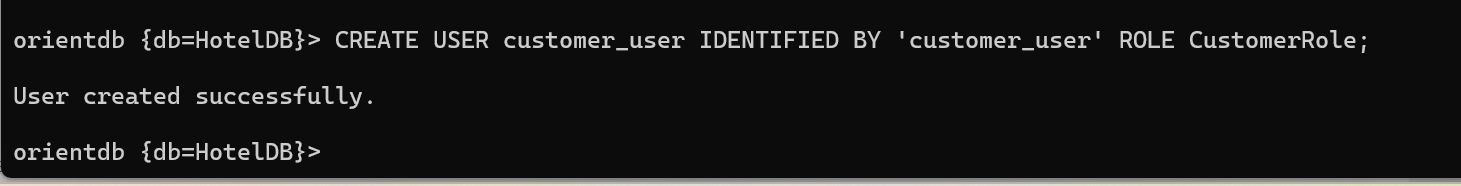 orientdb {db=HotelDB}> CREATE USER customer_user IDENTIFIED BY 'customer_user' ROLE CustomerRole;
User created successfully.
orientdb {db=HotelDB}>